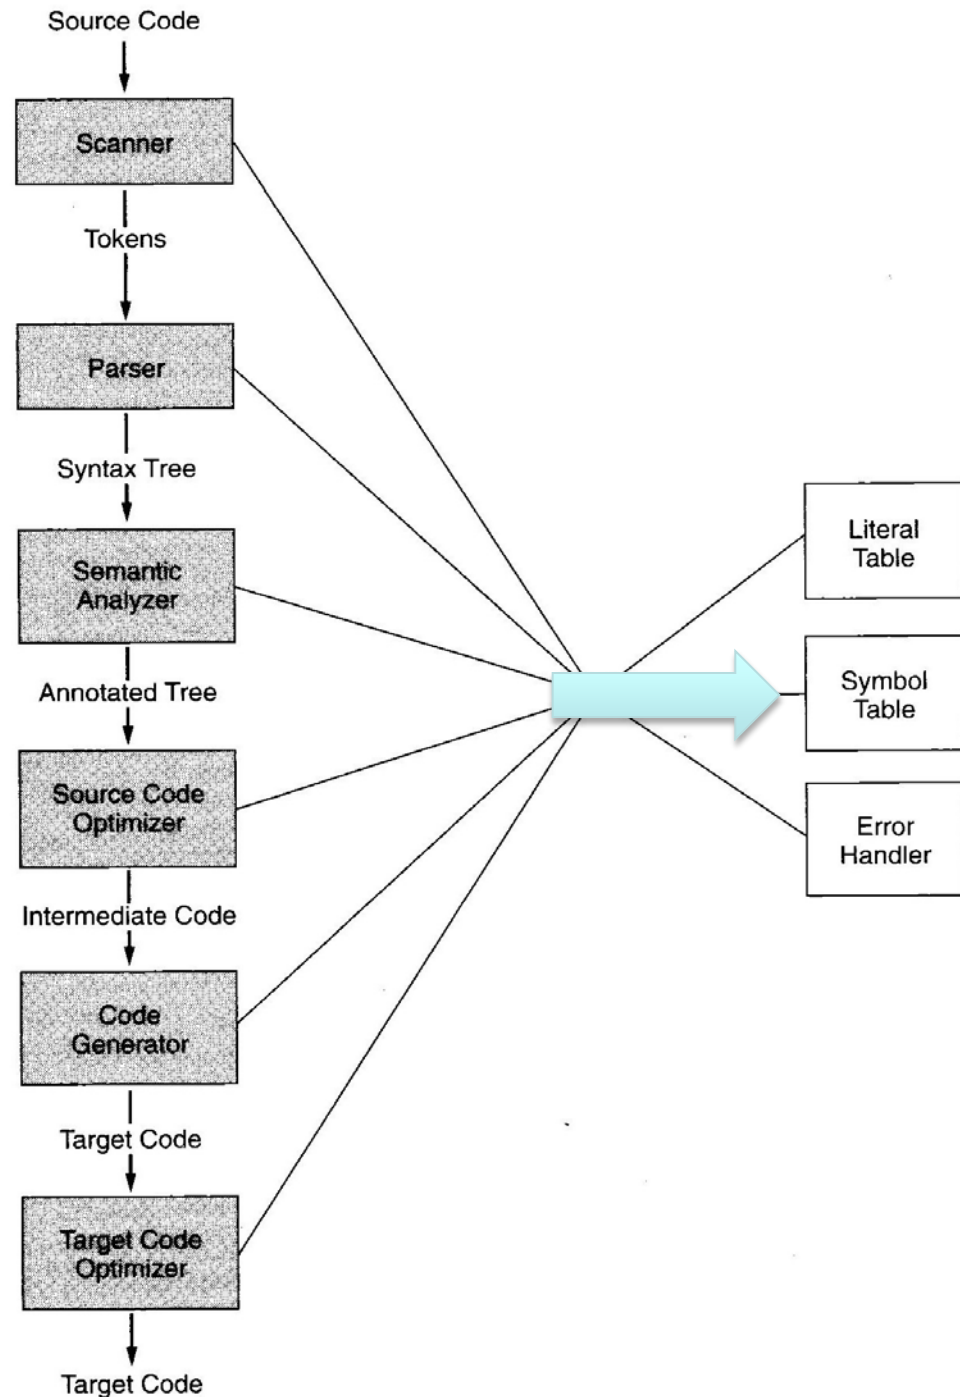 Source Code
Scanner
Tokens
Parser
Syntax Tree
Semantic
Analyzer
Annotated Tree
Source Code
Optimizer
Intermediate Code
Code
Generator
Target Code
Target Code
Optimizer
Target Code
Literal
Table
Symbol
Table
Error
Handler